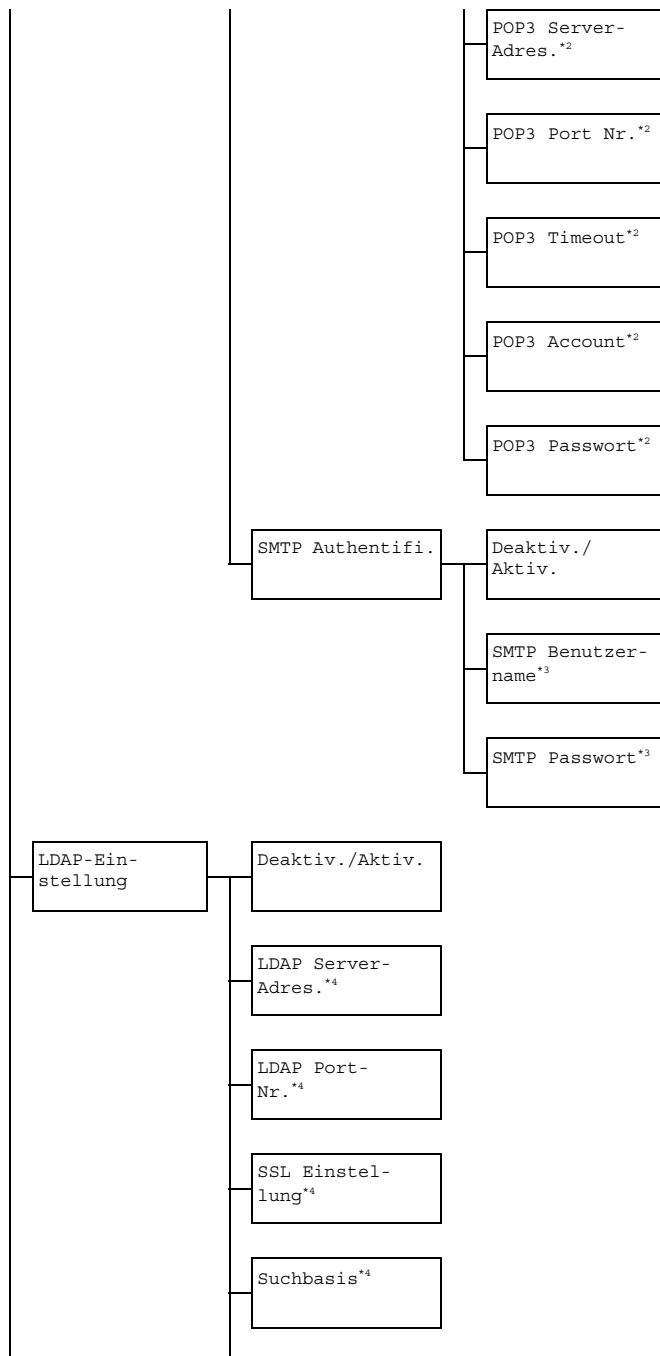 POP3 Server-
Adres.*2
POP3 Port Nr.*2
POP3 Timeout*2
POP3 Account*2
POP3 Passwort*2
SMTP Authentifi.
Deaktiv./
Aktiv.
SMTP Benutzer-
name*3
SMTP Passwort*3
LDAP-Ein-
stellung
Deaktiv./Aktiv.
LDAP Server-
Adres.*4
LDAP Port-
Nr.*4
SSL Einstel-
lung*4
Suchbasis*4